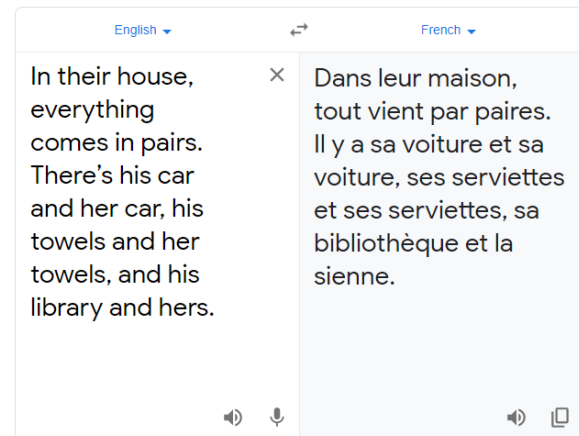 English
French
In their house,
everything
comes in pairs.
There’s his car
and her car, his
towels and her
towels, and his
library and hers.
Dans leur maison,
tout vient par paires.
Il y a sa voiture et sa
voiture, ses serviettes
et ses serviettes, sa
bibliothèque et la
sienne.